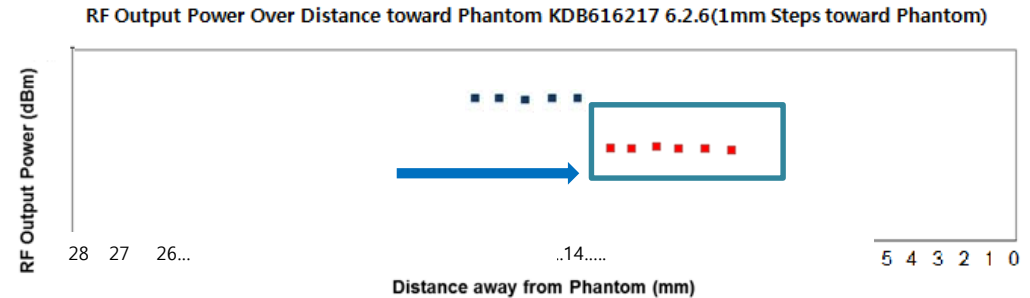 RF Output Power Over Distance toward Phantom KDB616217 6.2.6(1mm Steps toward Phantom)
RF Output Power (dBm)
28 27 26... ..14..... 5 4 3 2 1 0
Distance away from Phantom (mm)